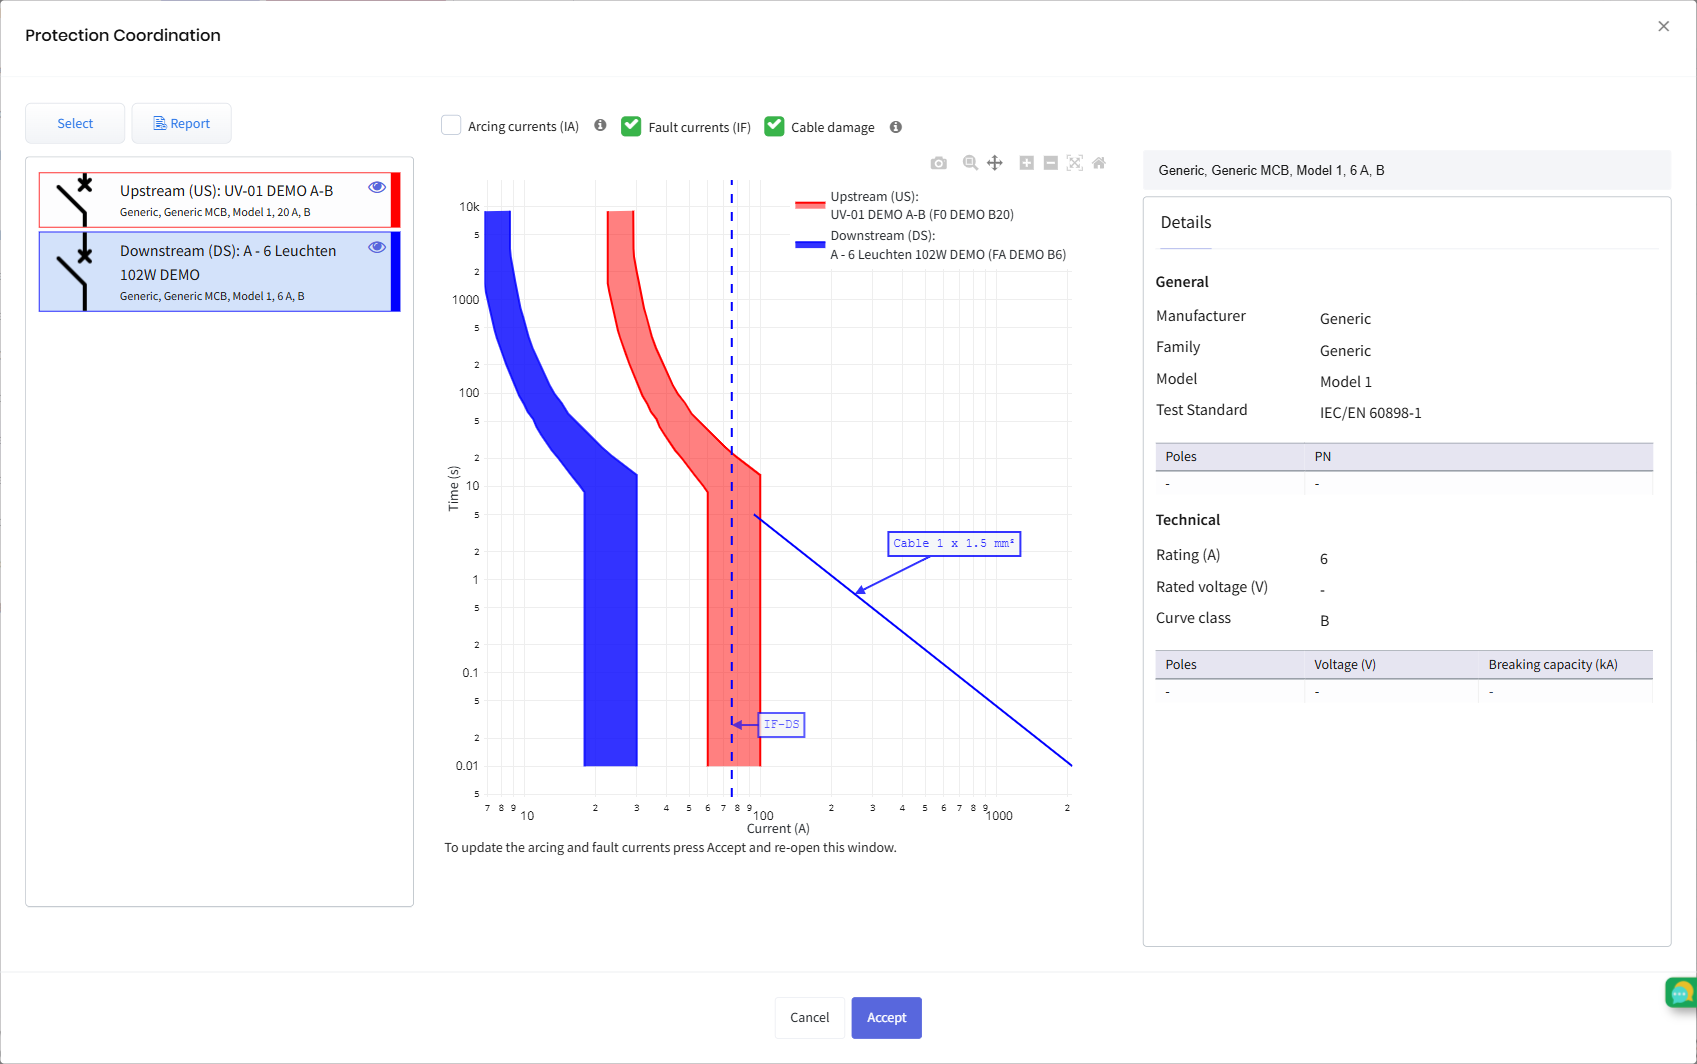 Protection Coordination
Select
Report
Arcing currents (IA)
Fault currents (IF)
Cable damage
Upstream (US): UV-01 DEMO A-B
Generic, Generic MCB, Model 1, 20 A, B
Downstream (DS): A - 6 Leuchten
102W DEMO
Generic, Generic MCB, Model 1, 6 A, B
Upstream (US):
UV-01 DEMO A-B (F0 DEMO B20)
Downstream (DS):
A - 6 Leuchten 102W DEMO (FA DEMO B6)
10k
5
2
1000
5
2
100
5
2
10
5
2
1
5
2
0.1
5
2
0.01
5
Time (s)
Cable 1 x 1.5 mm²
IF-DS
7 8 9 10 2 3 4 5 6 7 8 9 100 2 3 4 5 6 7 8 9 1000 2
Current (A)
To update the arcing and fault currents press Accept and re-open this window.
Generic, Generic MCB, Model 1, 6 A, B
Details
General
Manufacturer Generic
Family Generic
Model Model 1
Test Standard IEC/EN 60898-1
Poles PN
- -
Technical
Rating (A) 6
Rated voltage (V) -
Curve class B
Poles Voltage (V) Breaking capacity (kA)
- - -
Cancel
Accept